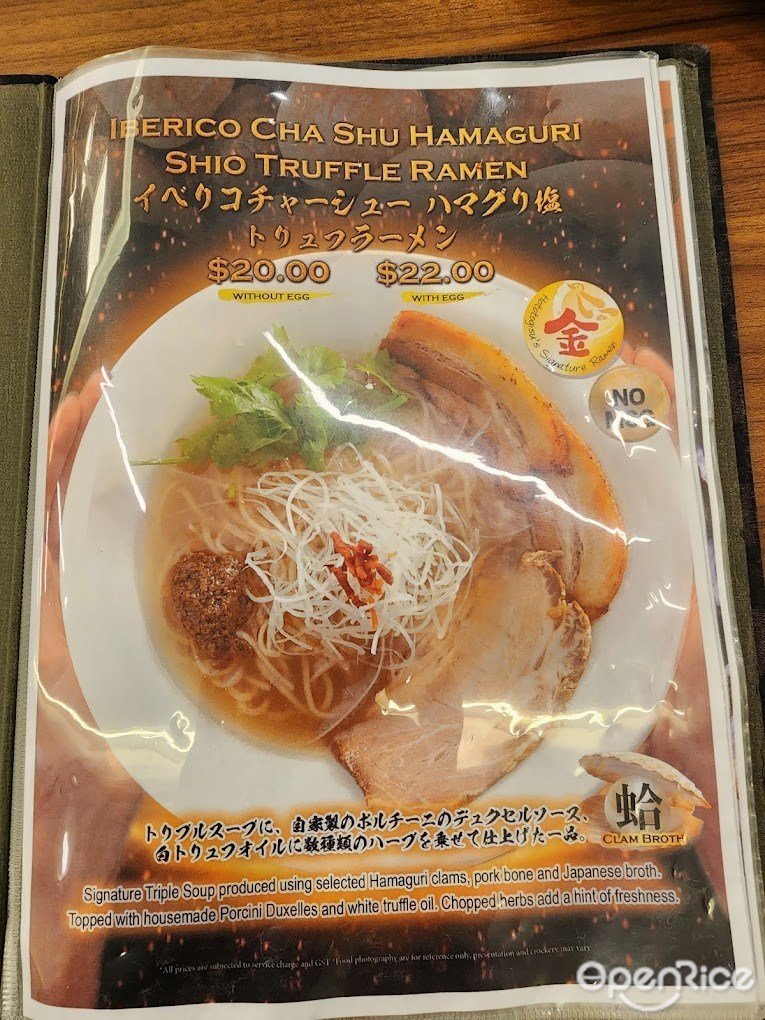 IBERICO CHA SHU HAMAGURI
SHIO TRUFFLE RAMEN
イベリコチャーシュー ハマグリ塩
トリュフラーメン
$20.00 $22.00
WITHOUT EGG WITH EGG
金
Hototogisu's Signature Ramen
NO
MSG
蛤
CLAM BROTH
トリプルスープに、自家製のポルチーニのデュクセルソース、
白トリュフオイルに数種類のハーブを乗せて仕上げた一品。
Signature Triple Soup produced using selected Hamaguri clams, pork bone and Japanese broth.
Topped with housemade Porcini Duxelles and white truffle oil. Chopped herbs add a hint of freshness.
*All prices are subjected to service charge and GST *Food photography are for reference only, presentation and crockery may vary
OpenRice